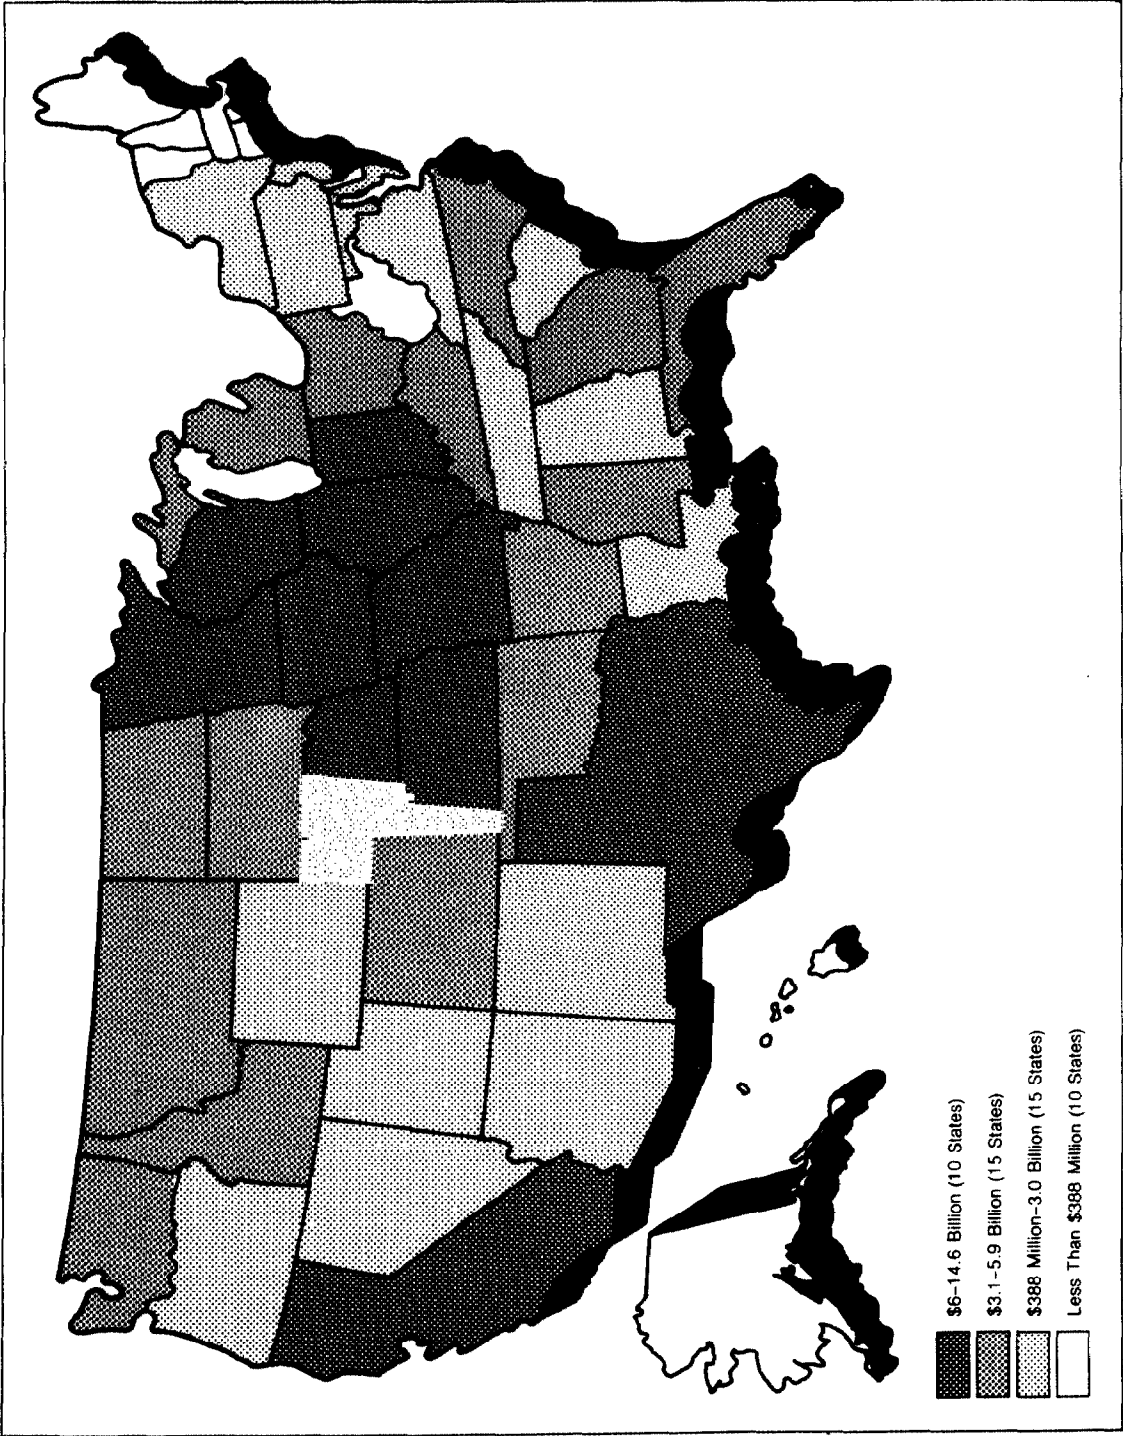 $6–14.6 Billion (10 States)
$3.1–5.9 Billion (15 States)
$388 Million–3.0 Billion (15 States)
Less Than $388 Million (10 States)